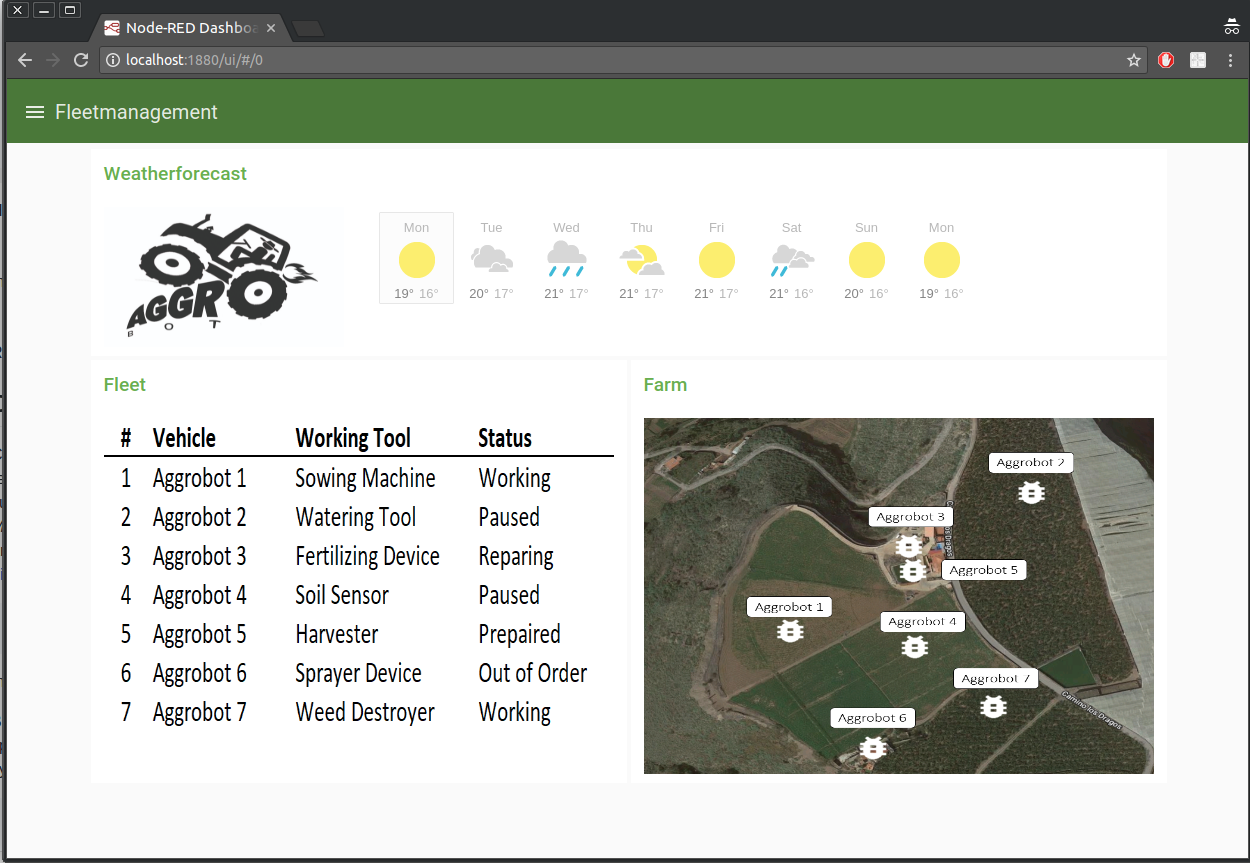 Node-RED Dashboa
localhost:1880/ui/#/0
Fleetmanagement
Weatherforecast
AGGRO
BOT
Mon Tue Wed Thu Fri Sat Sun Mon
19° 16° 20° 17° 21° 17° 21° 17° 21° 17° 21° 16° 20° 16° 19° 16°
Fleet
# Vehicle Working Tool Status
1 Aggrobot 1 Sowing Machine Working
2 Aggrobot 2 Watering Tool Paused
3 Aggrobot 3 Fertilizing Device Reparing
4 Aggrobot 4 Soil Sensor Paused
5 Aggrobot 5 Harvester Prepaired
6 Aggrobot 6 Sprayer Device Out of Order
7 Aggrobot 7 Weed Destroyer Working
Farm
Aggrobot 2
Aggrobot 3
Aggrobot 5
Aggrobot 1
Aggrobot 4
Aggrobot 7
Aggrobot 6
Camino los Dragos